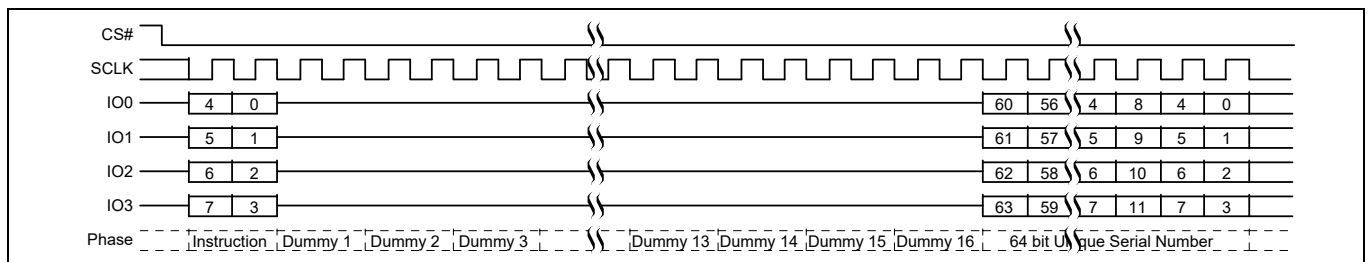 CS#
SCLK
IO0 4 0 60 56 4 8 4 0
IO1 5 1 61 57 5 9 5 1
IO2 6 2 62 58 6 10 6 2
IO3 7 3 63 59 7 11 7 3
Phase Instruction Dummy 1 Dummy 2 Dummy 3 Dummy 13 Dummy 14 Dummy 15 Dummy 16 64 bit Unique Serial Number